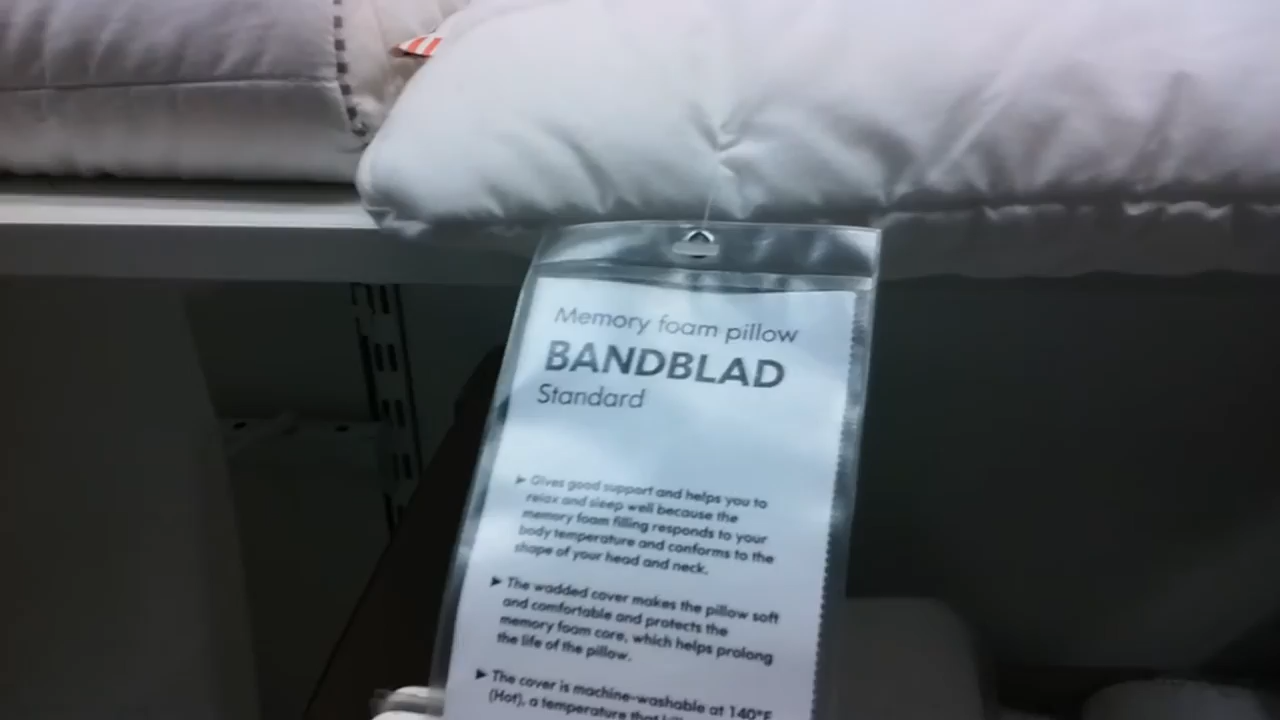 Memory foam pillow
BANDBLAD
Standard
► Gives good support and helps you to
relax and sleep well because the
memory foam filling responds to your
body temperature and conforms to the
shape of your head and neck.
► The wadded cover makes the pillow soft
and comfortable and protects the
memory foam core, which helps prolong
the life of the pillow.
► The cover is machine-washable at 140°F
(Hot), a temperature that